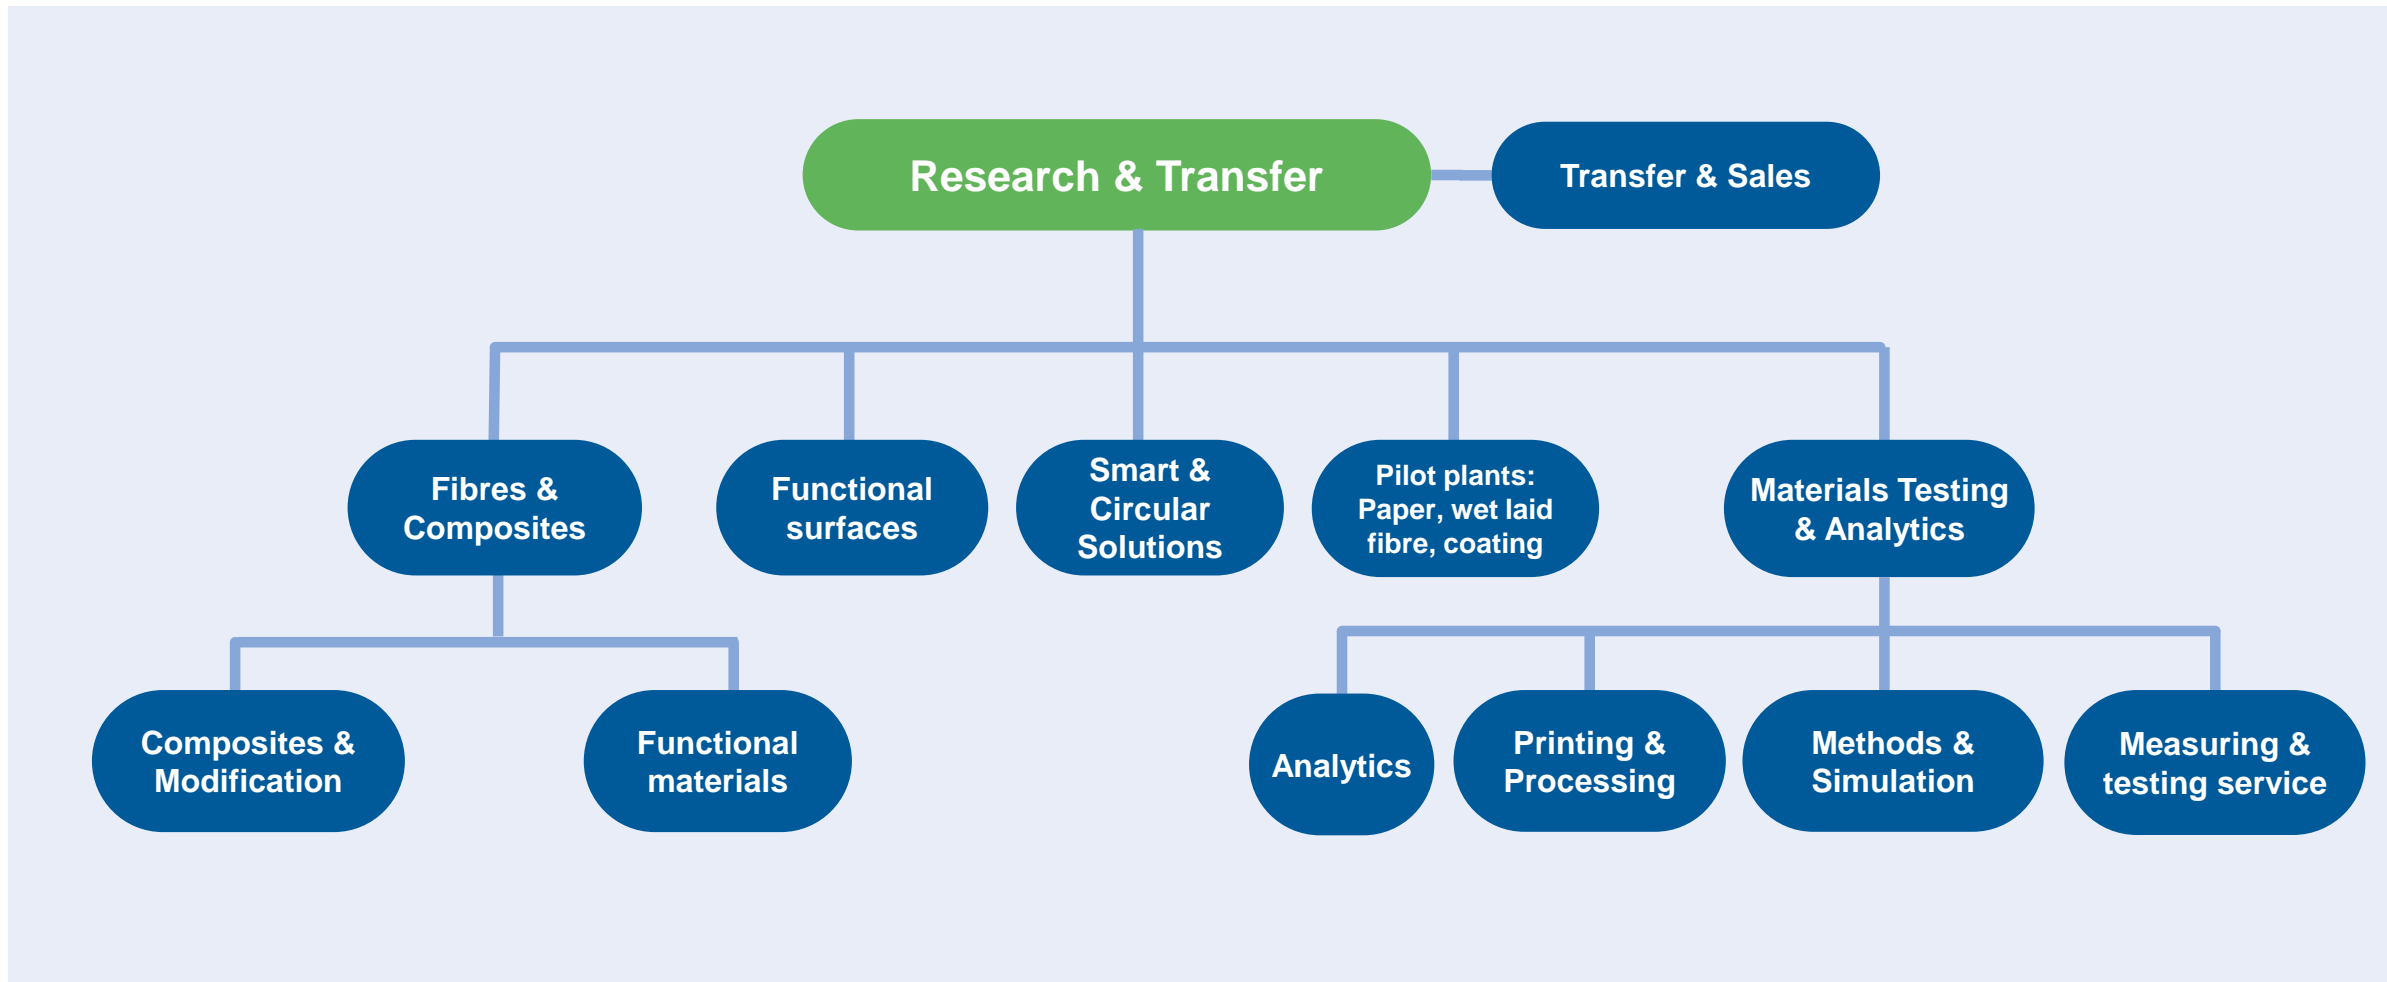 Research & Transfer
Transfer & Sales
Fibres &
Composites
Functional
surfaces
Smart &
Circular
Solutions
Pilot plants:
Paper, wet laid
fibre, coating
Materials Testing
& Analytics
Composites &
Modification
Functional
materials
Analytics
Printing &
Processing
Methods &
Simulation
Measuring &
testing service